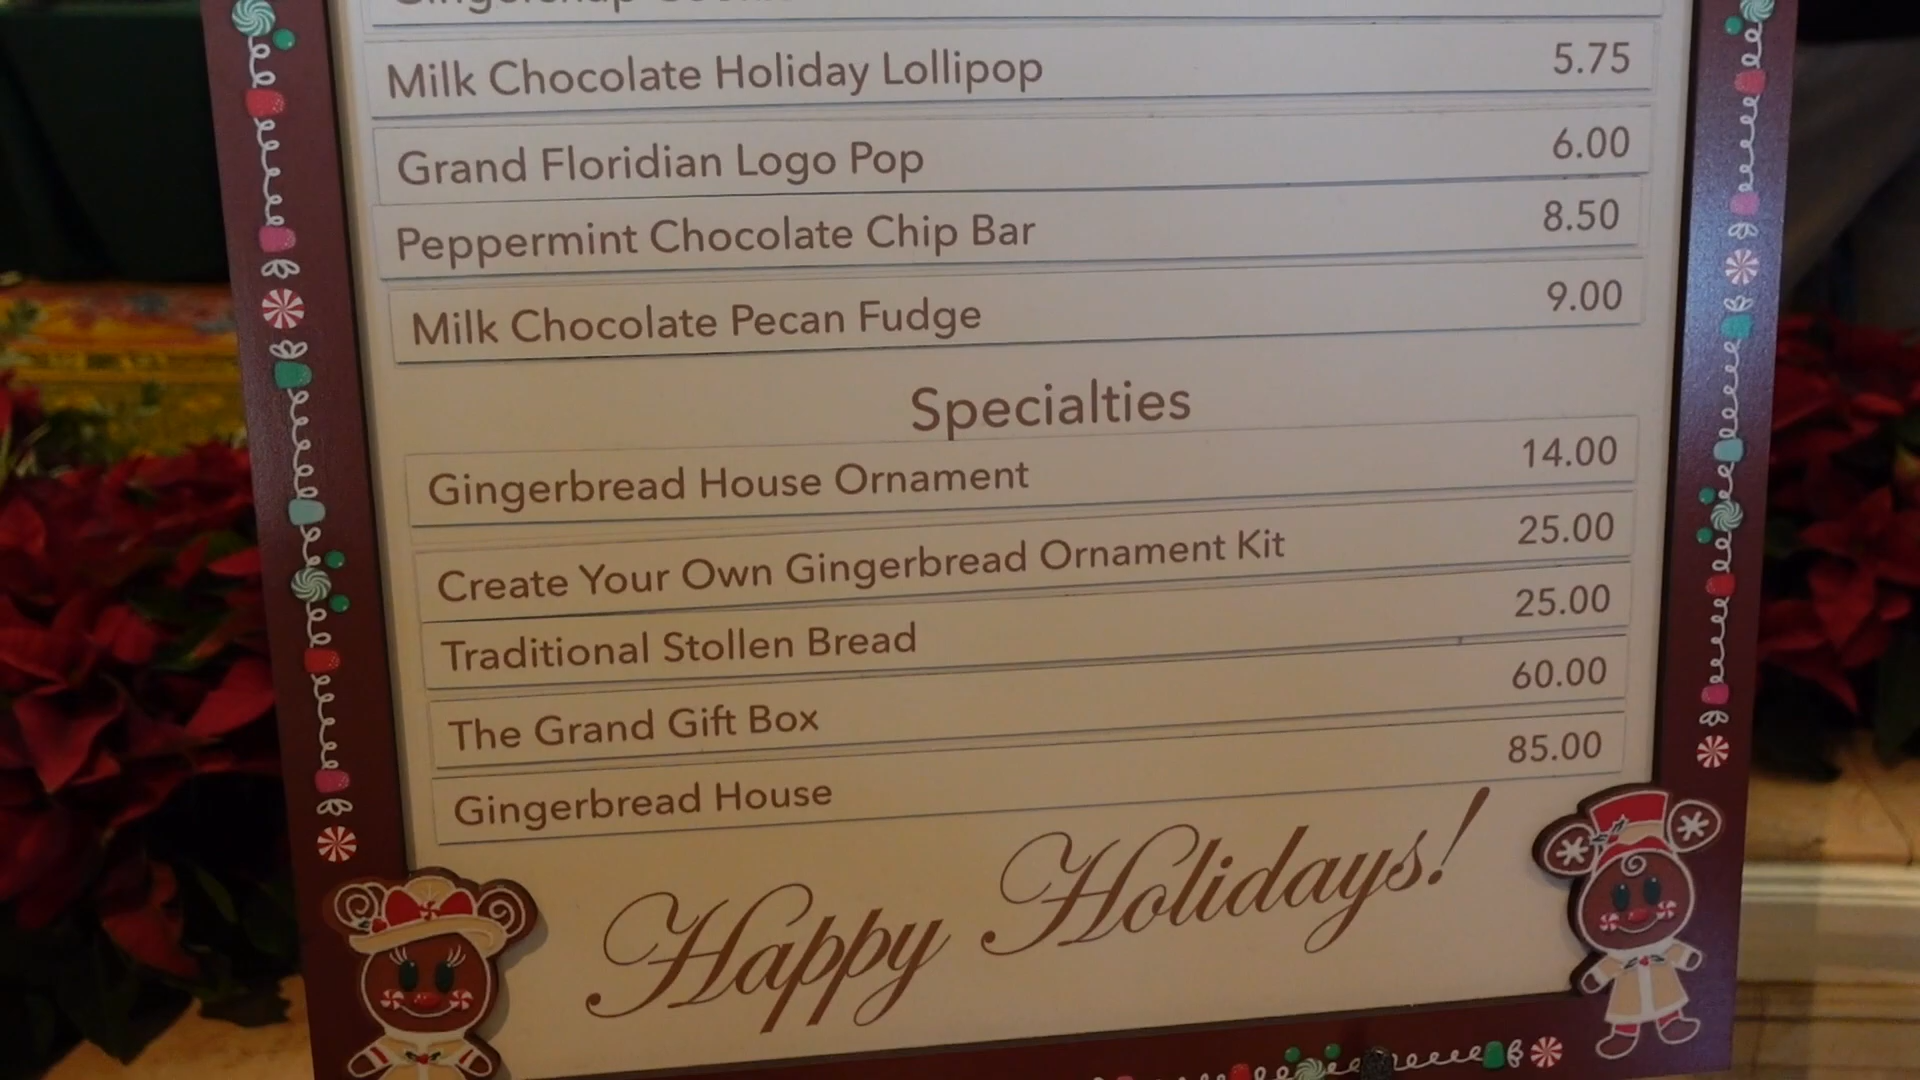 Milk Chocolate Holiday Lollipop 5.75
Grand Floridian Logo Pop 6.00
Peppermint Chocolate Chip Bar 8.50
Milk Chocolate Pecan Fudge 9.00
Specialties
Gingerbread House Ornament 14.00
Create Your Own Gingerbread Ornament Kit 25.00
Traditional Stollen Bread 25.00
The Grand Gift Box 60.00
Gingerbread House 85.00
Happy Holidays!